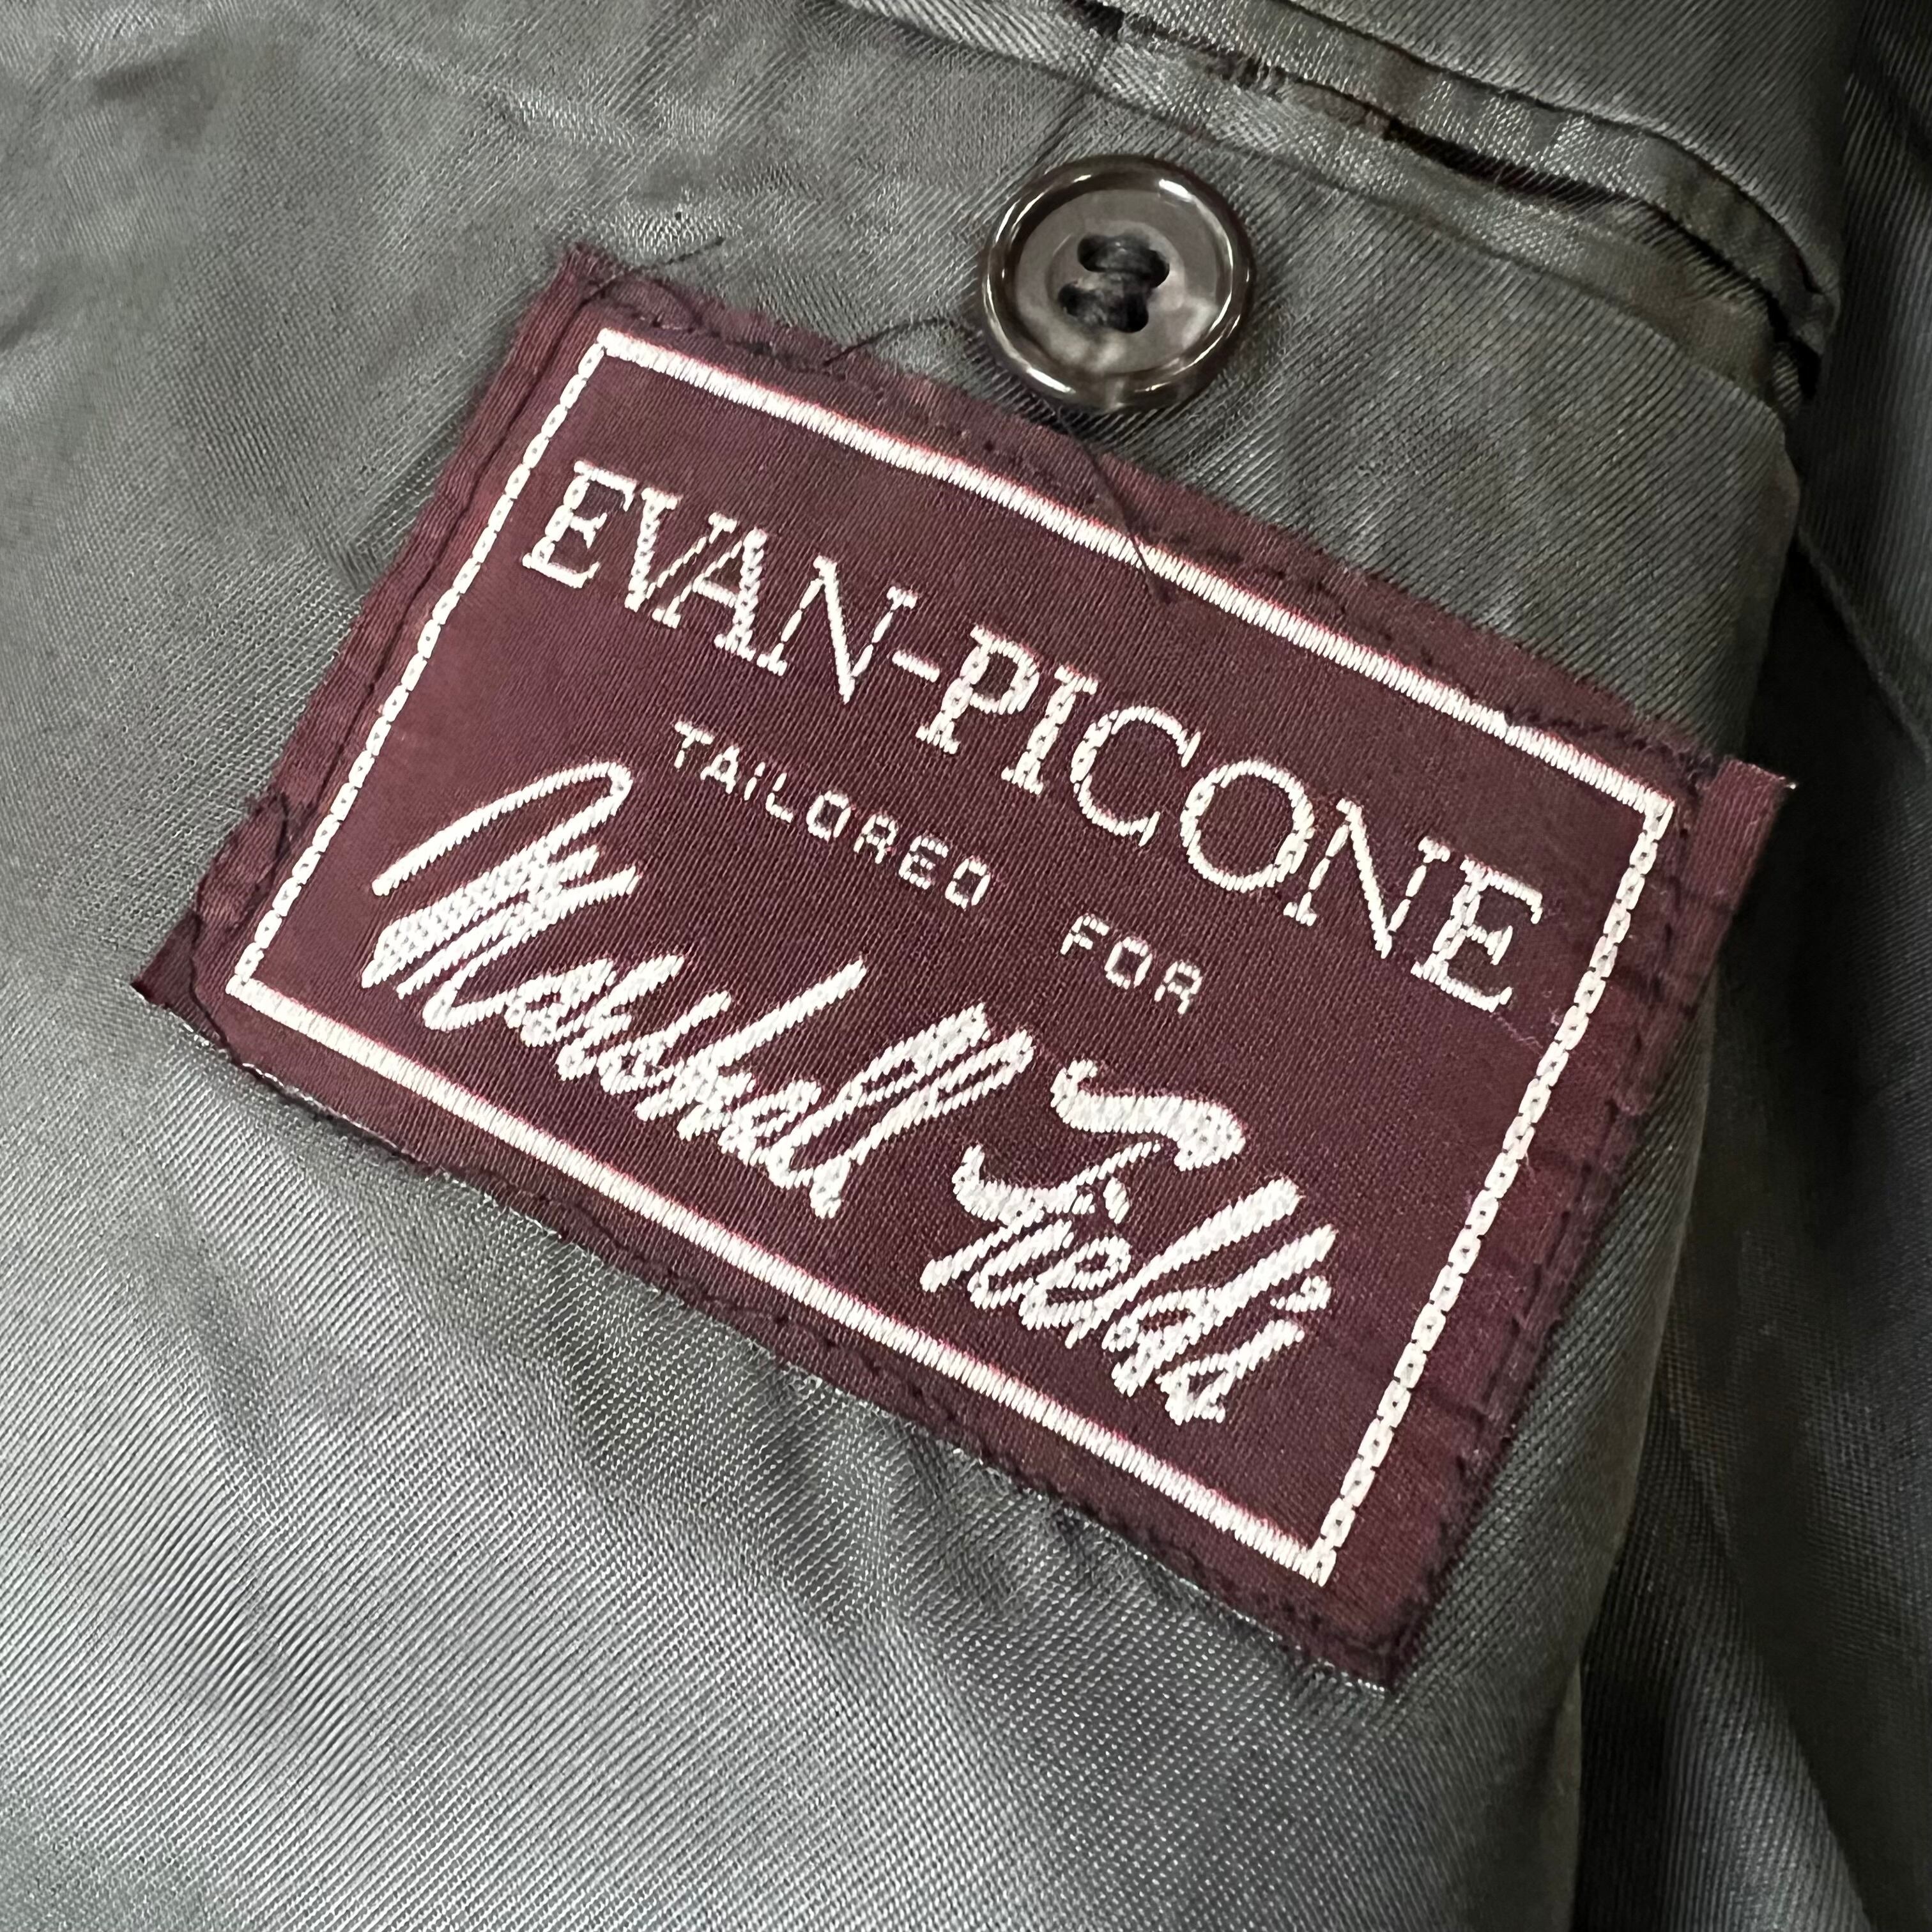 EVAN-PICONE
TAILORED FOR
Marshall Field's